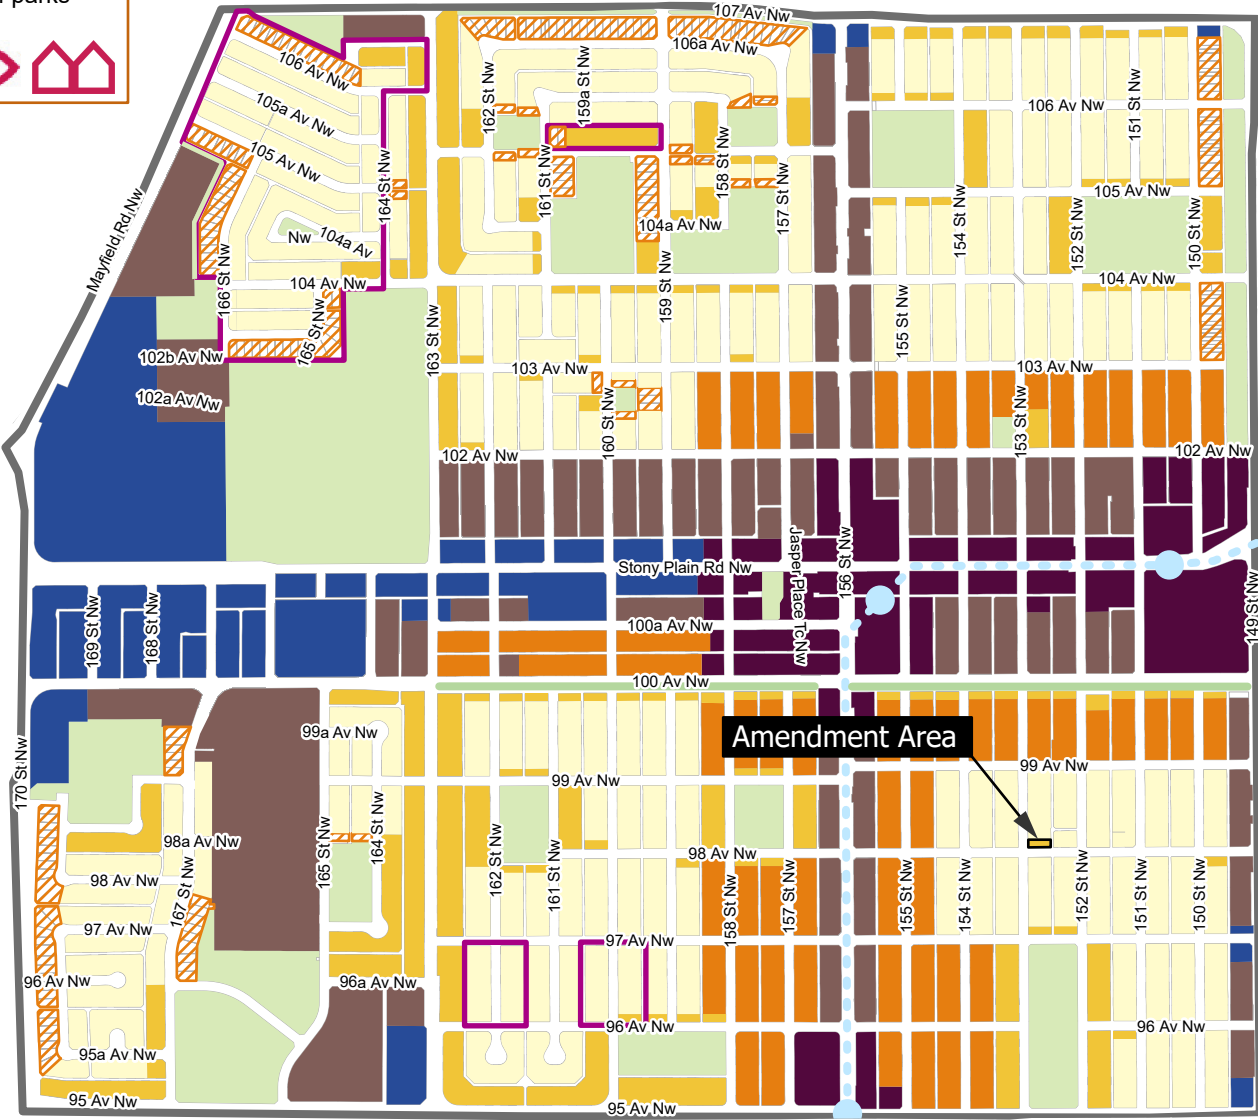 parks
107 Av Nw
106a Av Nw
106 Av Nw
159a St Nw
162 St Nw
151 St Nw
106 Av Nw
105a Av Nw
105 Av Nw
164 St Nw
161 St Nw
158 St Nw
157 St Nw
105 Av Nw
Mayfield Rd Nw
104a Av
Nw
104a Av Nw
154 St Nw
152 St Nw
150 St Nw
166 St Nw
104 Av Nw
159 St Nw
104 Av Nw
165 St Nw
163 St Nw
155 St Nw
102b Av Nw
103 Av Nw
103 Av Nw
102a Av Nw
160 St Nw
153 St Nw
102 Av Nw
102 Av Nw
Jasper Place Tc Nw
156 St Nw
Stony Plain Rd Nw
149 St Nw
169 St Nw
168 St Nw
100a Av Nw
100 Av Nw
99a Av Nw
Amendment Area
170 St Nw
99 Av Nw
99 Av Nw
98a Av Nw
165 St Nw
164 St Nw
162 St Nw
161 St Nw
98 Av Nw
98 Av Nw
167 St Nw
158 St Nw
157 St Nw
155 St Nw
154 St Nw
152 St Nw
151 St Nw
150 St Nw
97 Av Nw
97 Av Nw
96 Av Nw
96a Av Nw
96 Av Nw
96 Av Nw
95a Av Nw
95 Av Nw
95 Av Nw